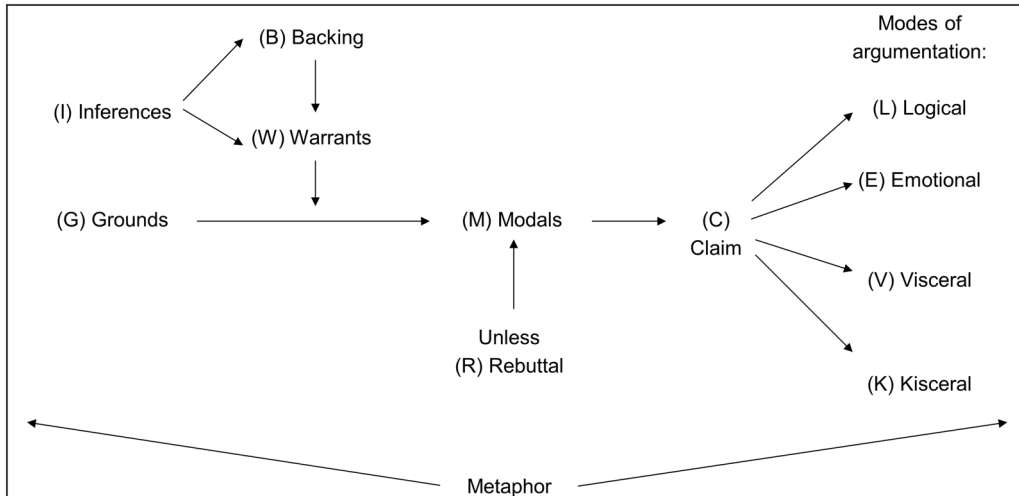 Modes of
argumentation:
(B) Backing
(I) Inferences
(W) Warrants
(L) Logical
(E) Emotional
(G) Grounds
(M) Modals
(C)
Claim
(V) Visceral
Unless
(R) Rebuttal
(K) Kisceral
Metaphor